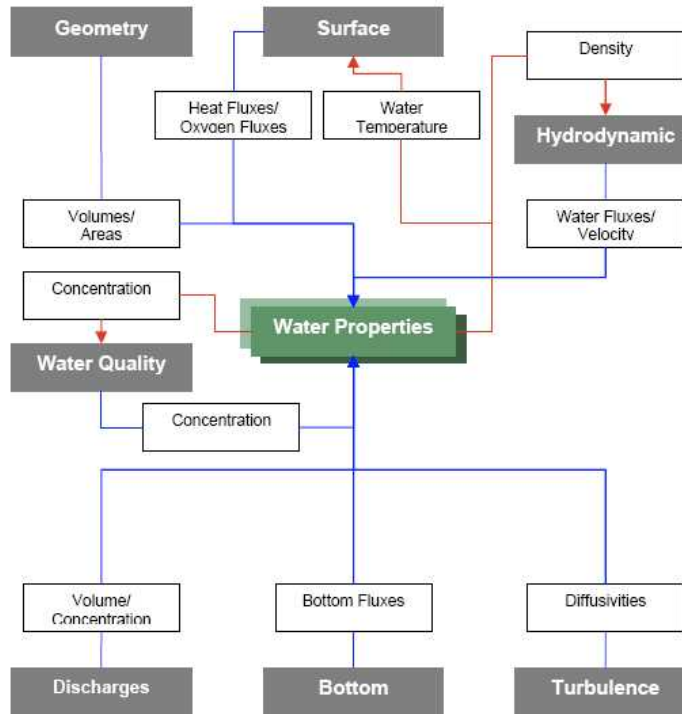 Geometry
Surface
Density
Heat Fluxes/
Oxygen Fluxes
Water
Temperature
Hydrodynamic
Volumes/
Areas
Water Fluxes/
Velocity
Concentration
Water Properties
Water Quality
Concentration
Volume/
Concentration
Bottom Fluxes
Diffusivities
Discharges
Bottom
Turbulence